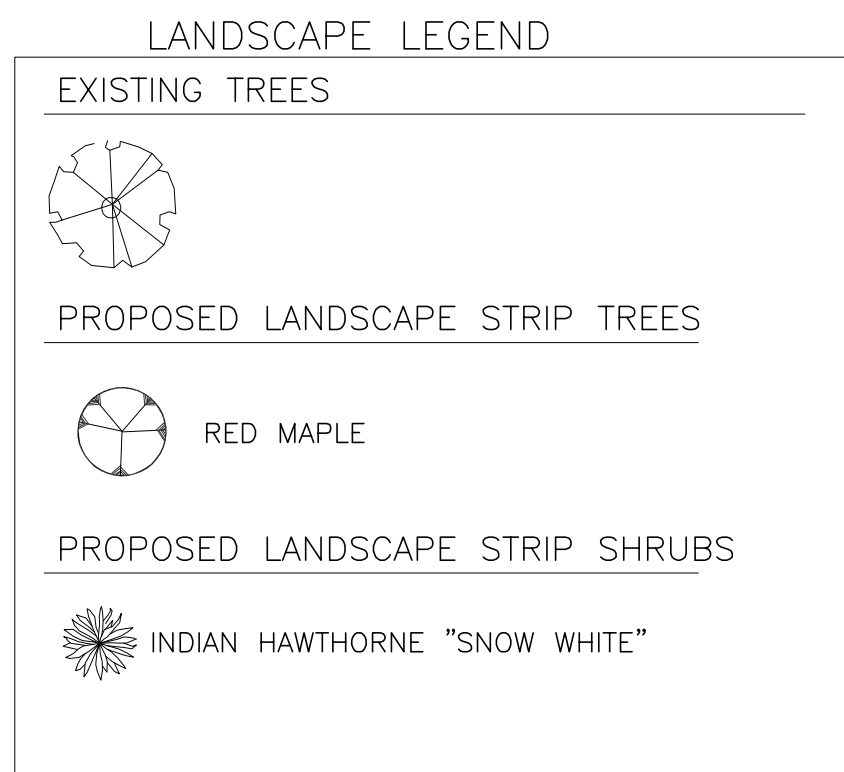 LANDSCAPE LEGEND
EXISTING TREES
PROPOSED LANDSCAPE STRIP TREES
RED MAPLE
PROPOSED LANDSCAPE STRIP SHRUBS
INDIAN HAWTHORNE "SNOW WHITE"